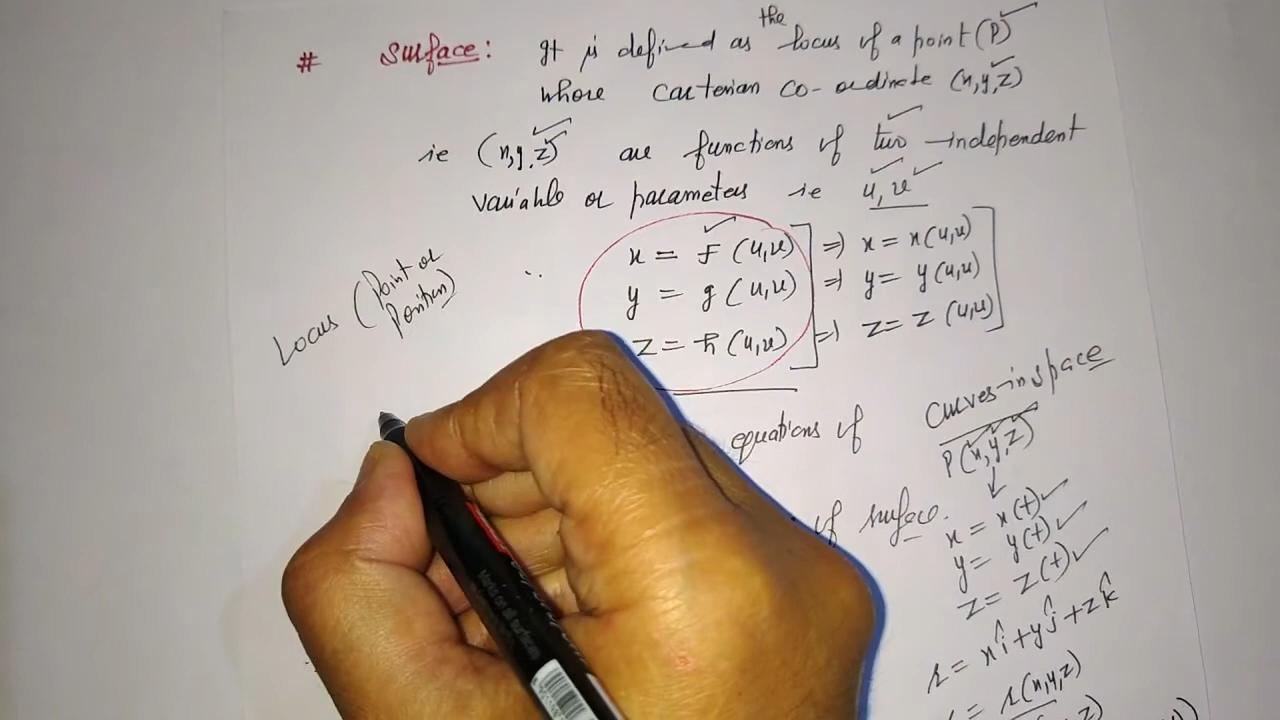 # Surface: It is defined as the locus of a point (P)
whose cartesian co-ordinate (x,y,z)
ie (x,y,z) are functions of two independent
variable or parameters ie u,v
Locus (Point or
Position)
∴ x = f (u,v) ⇒ x = x(u,v)
y = g (u,v) ⇒ y = y(u,v)
z = h (u,v) ⇒ z = z (u,v)
equations of
of surface.
Curves in space
P(x,y,z)
↓
x = x(t)
y = y(t)
z = z(t)
r = xî+yĵ+zk̂
r(x,y,z)